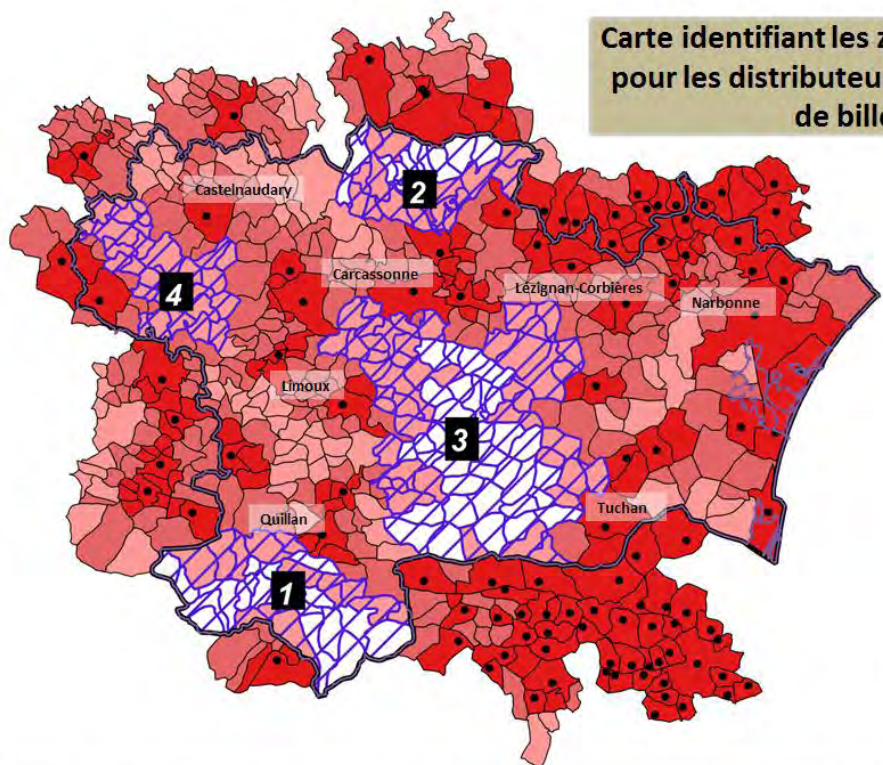 Carte identifiant les z
pour les distributeu
de bille
Castelnaudary
2
4
Carcassonne
Lézignan-Corbières
Narbonne
Limoux
3
Quillan
Tuchan
1